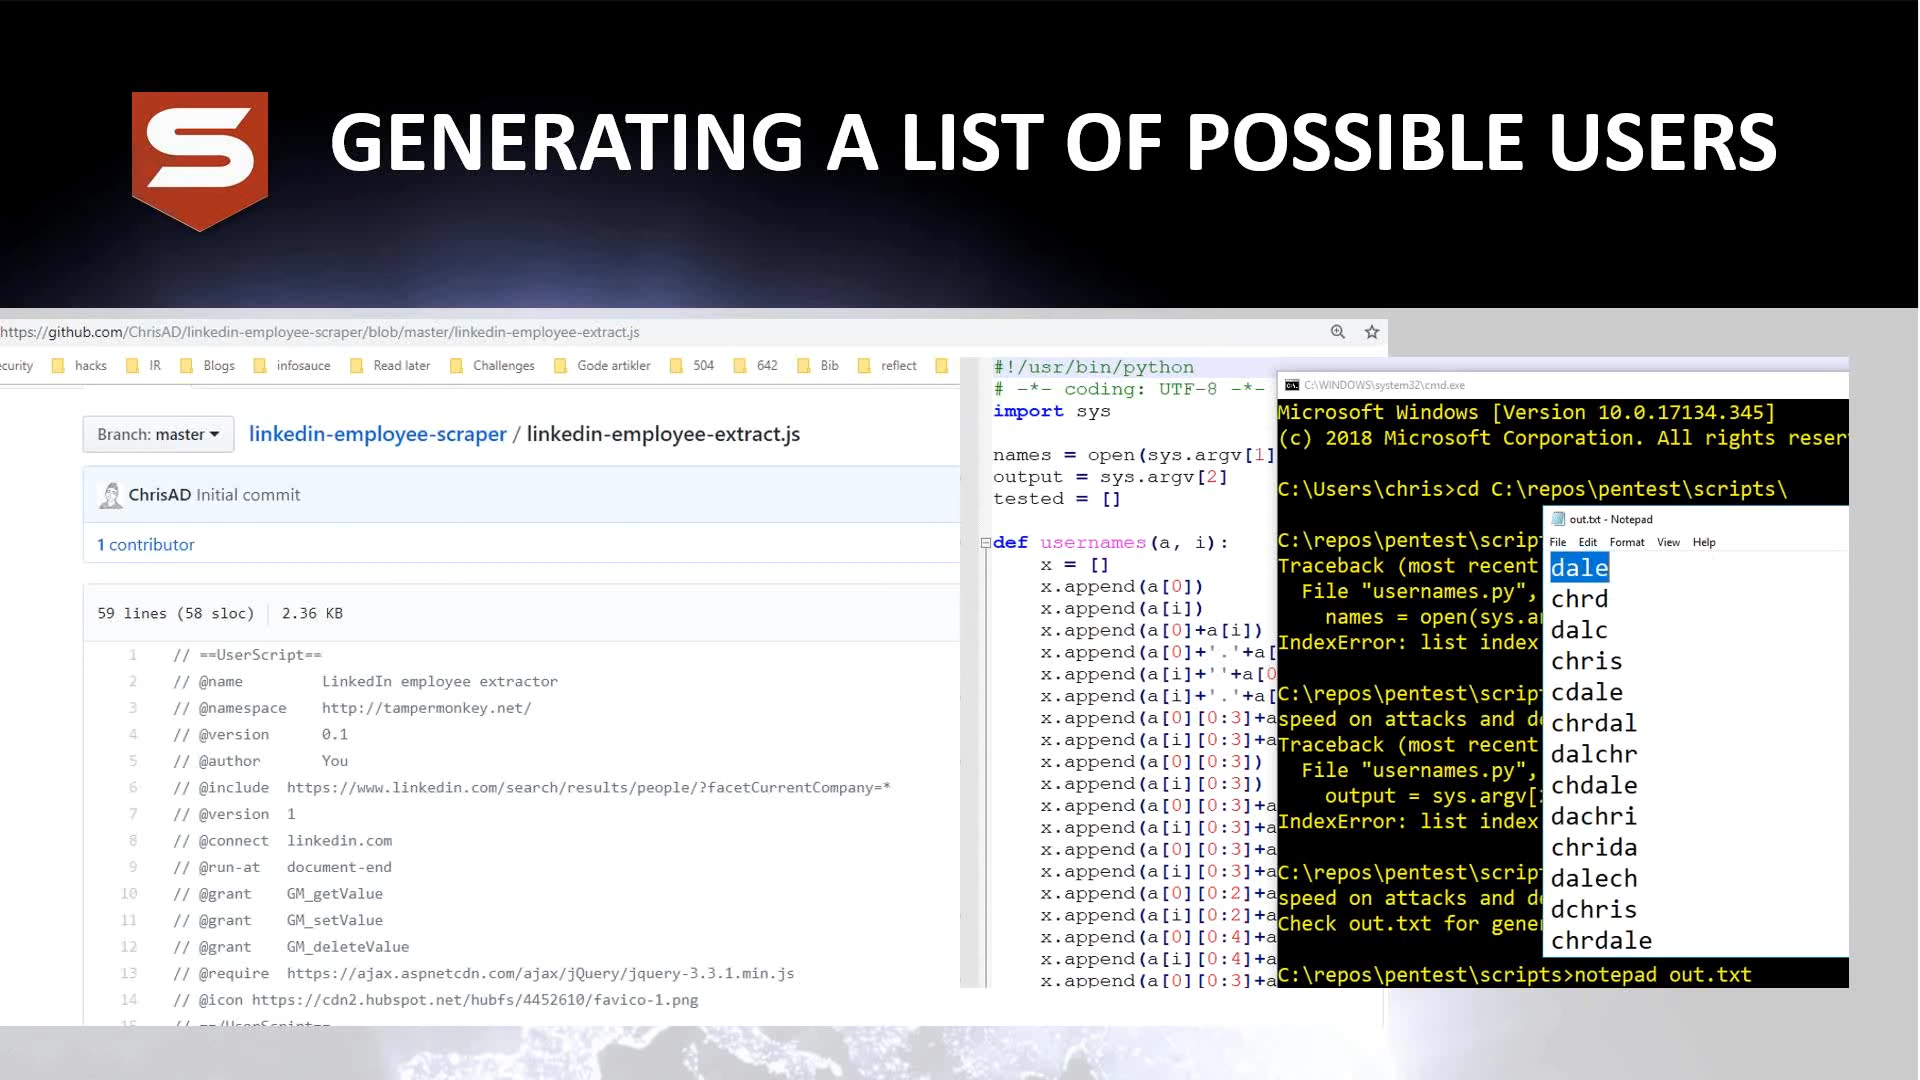 S
GENERATING A LIST OF POSSIBLE USERS
https://github.com/ChrisAD/linkedin-employee-scraper/blob/master/linkedin-employee-extract.js
ecurity hacks IR Blogs infosauce Read later Challenges Gode artikler 504 642 Bib reflect
Branch: master linkedin-employee-scraper / linkedin-employee-extract.js
ChrisAD Initial commit
1 contributor
59 lines (58 sloc) 2.36 KB
1 // ==UserScript==
2 // @name LinkedIn employee extractor
3 // @namespace http://tampermonkey.net/
4 // @version 0.1
5 // @author You
6 // @include https://www.linkedin.com/search/results/people/?facetCurrentCompany=*
7 // @version 1
8 // @connect linkedin.com
9 // @run-at document-end
10 // @grant GM_getValue
11 // @grant GM_setValue
12 // @grant GM_deleteValue
13 // @require https://ajax.aspnetcdn.com/ajax/jQuery/jquery-3.3.1.min.js
14 // @icon https://cdn2.hubspot.net/hubfs/4452610/favico-1.png
15 // ==/UserScript==
#!/usr/bin/python
# -*- coding: UTF-8 -*-
import sys
names = open(sys.argv[1]
output = sys.argv[2]
tested = []
def usernames(a, i):
x = []
x.append(a[0])
x.append(a[i])
x.append(a[0]+a[i])
x.append(a[0]+'.'+a[
x.append(a[i]+''+a[0
x.append(a[i]+'.'+a[
x.append(a[0][0:3]+a
x.append(a[i][0:3]+a
x.append(a[0][0:3])
x.append(a[i][0:3])
x.append(a[0][0:3]+a
x.append(a[i][0:3]+a
x.append(a[0][0:3]+a
x.append(a[i][0:3]+a
x.append(a[0][0:2]+a
x.append(a[i][0:2]+a
x.append(a[0][0:4]+a
x.append(a[i][0:4]+a
x.append(a[0][0:3]+a
C:\WINDOWS\system32\cmd.exe
Microsoft Windows [Version 10.0.17134.345]
(c) 2018 Microsoft Corporation. All rights reser
C:\Users\chris>cd C:\repos\pentest\scripts\
C:\repos\pentest\scrip
Traceback (most recent
File "usernames.py",
names = open(sys.a
IndexError: list index
C:\repos\pentest\scrip
speed on attacks and d
Traceback (most recent
File "usernames.py",
output = sys.argv[
IndexError: list index
C:\repos\pentest\scrip
speed on attacks and d
Check out.txt for gene
C:\repos\pentest\scripts>notepad out.txt
out.txt - Notepad
File Edit Format View Help
dale
chrd
dalc
chris
cdale
chrdal
dalchr
chdale
dachri
chrida
dalech
dchris
chrdale